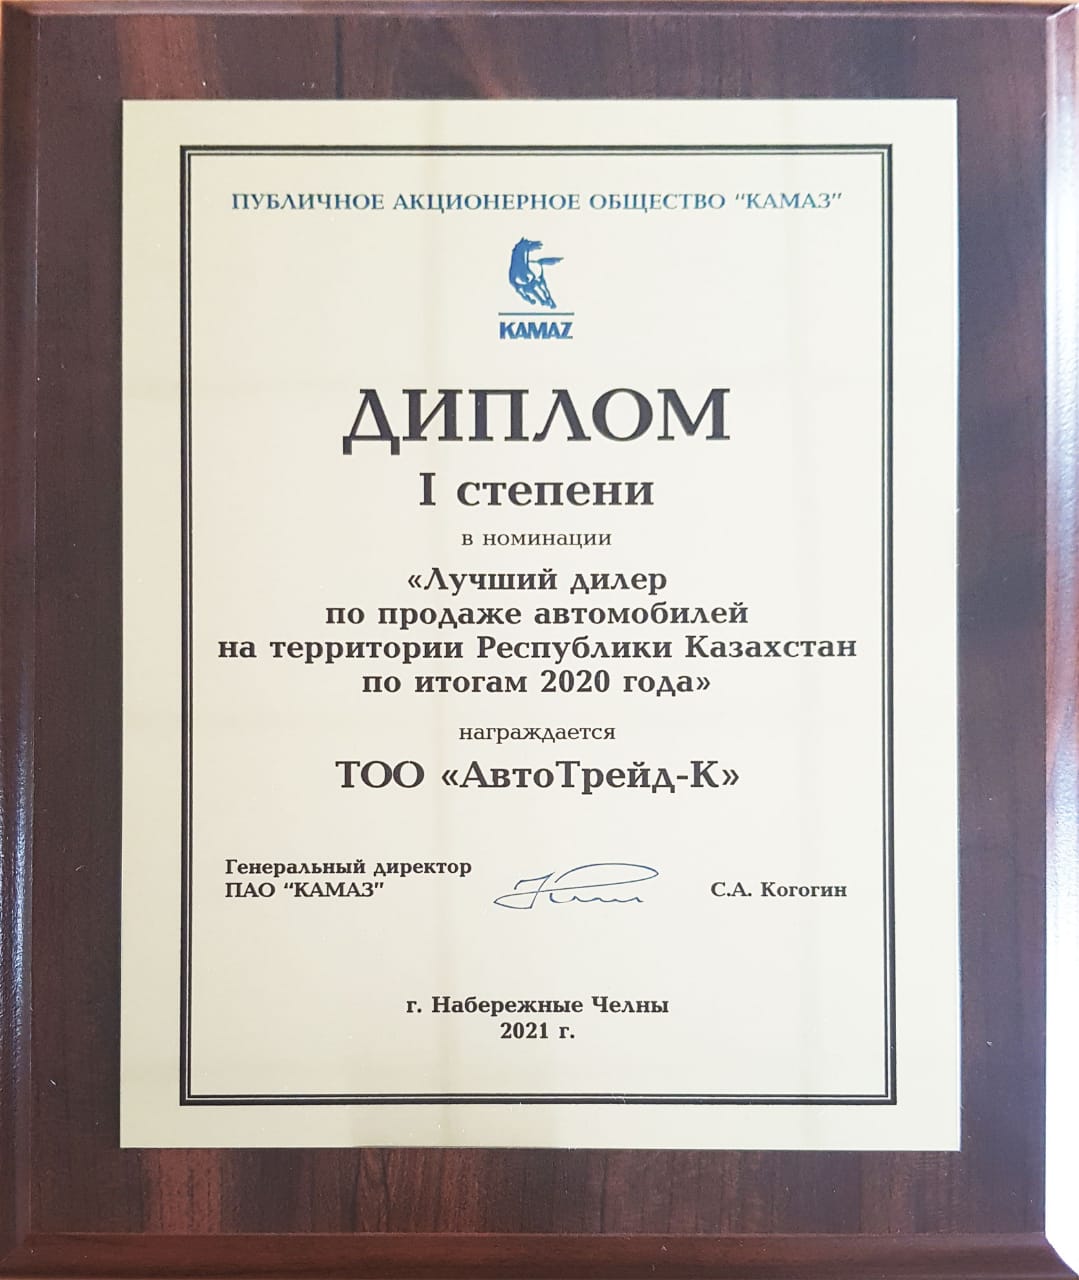 ПУБЛИЧНОЕ АКЦИОНЕРНОЕ ОБЩЕСТВО "КАМАЗ"
KAMAZ
ДИПЛОМ
I степени
в номинации
«Лучший дилер
по продаже автомобилей
на территории Республики Казахстан
по итогам 2020 года»
награждается
ТОО «АвтоТрейд-К»
Генеральный директор
ПАО "КАМАЗ" С.А. Когогин
г. Набережные Челны
2021 г.